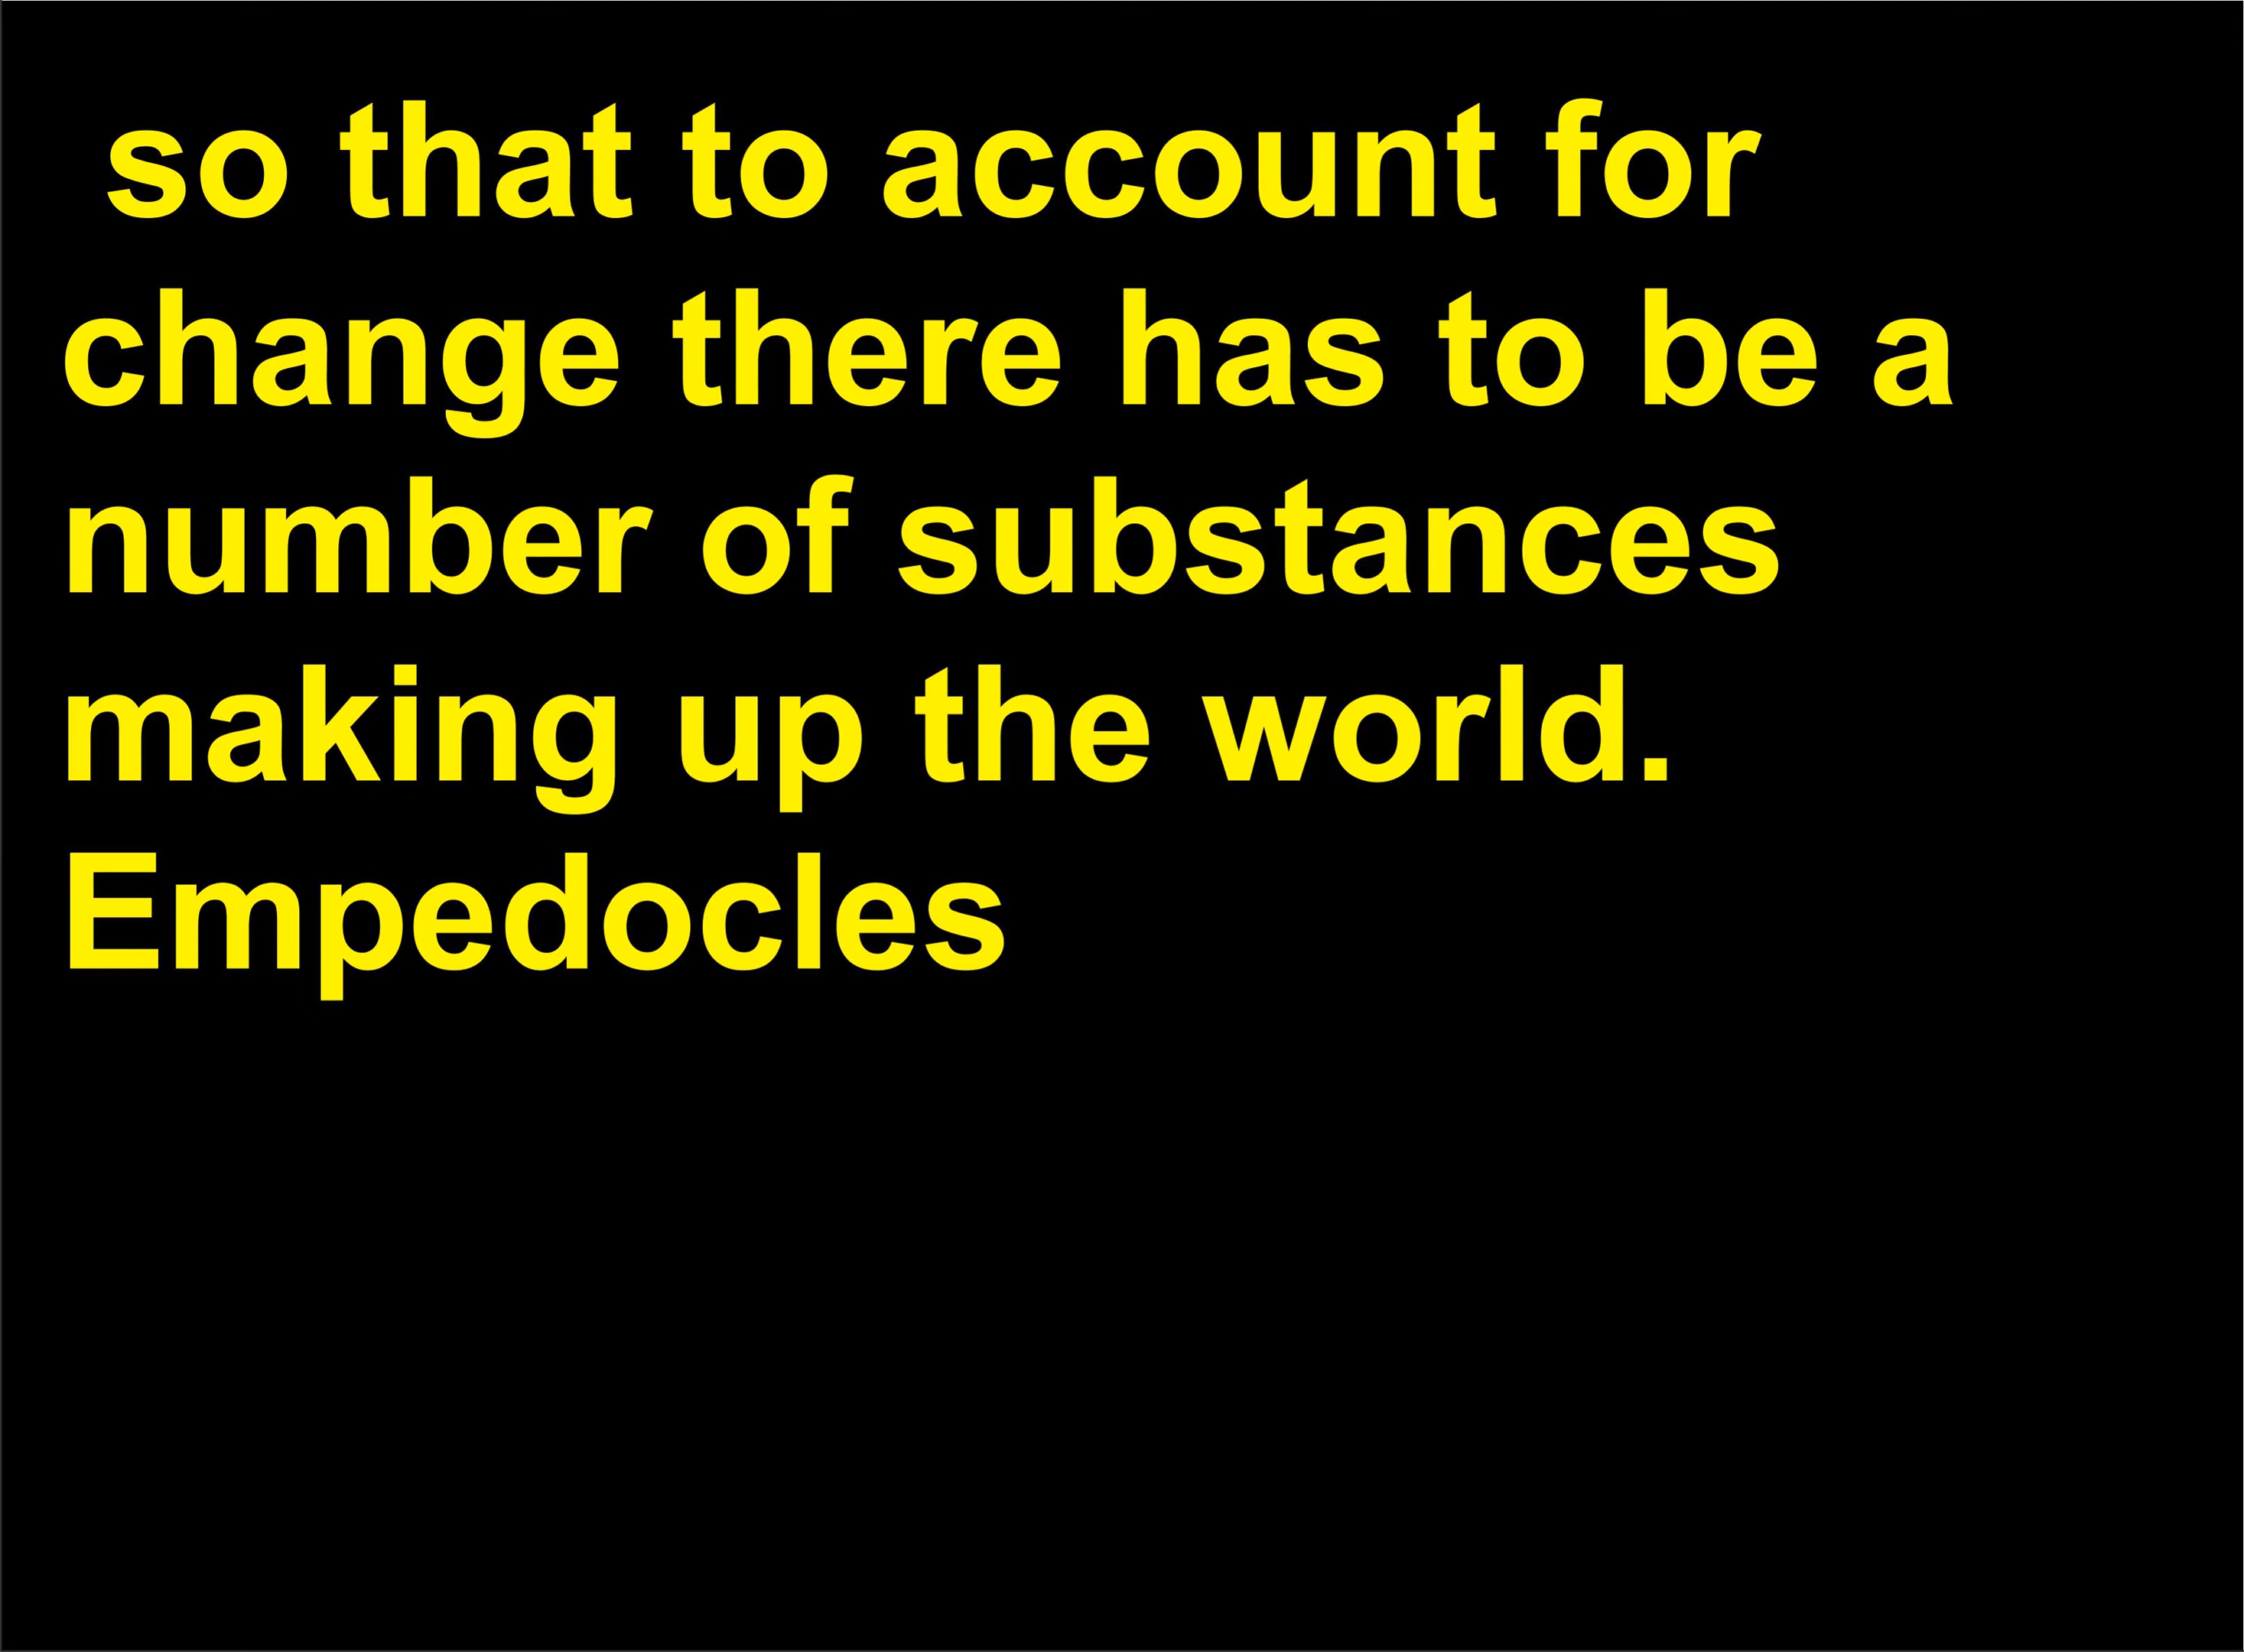 so that to account for
change there has to be a
number of substances
making up the world.
Empedocles